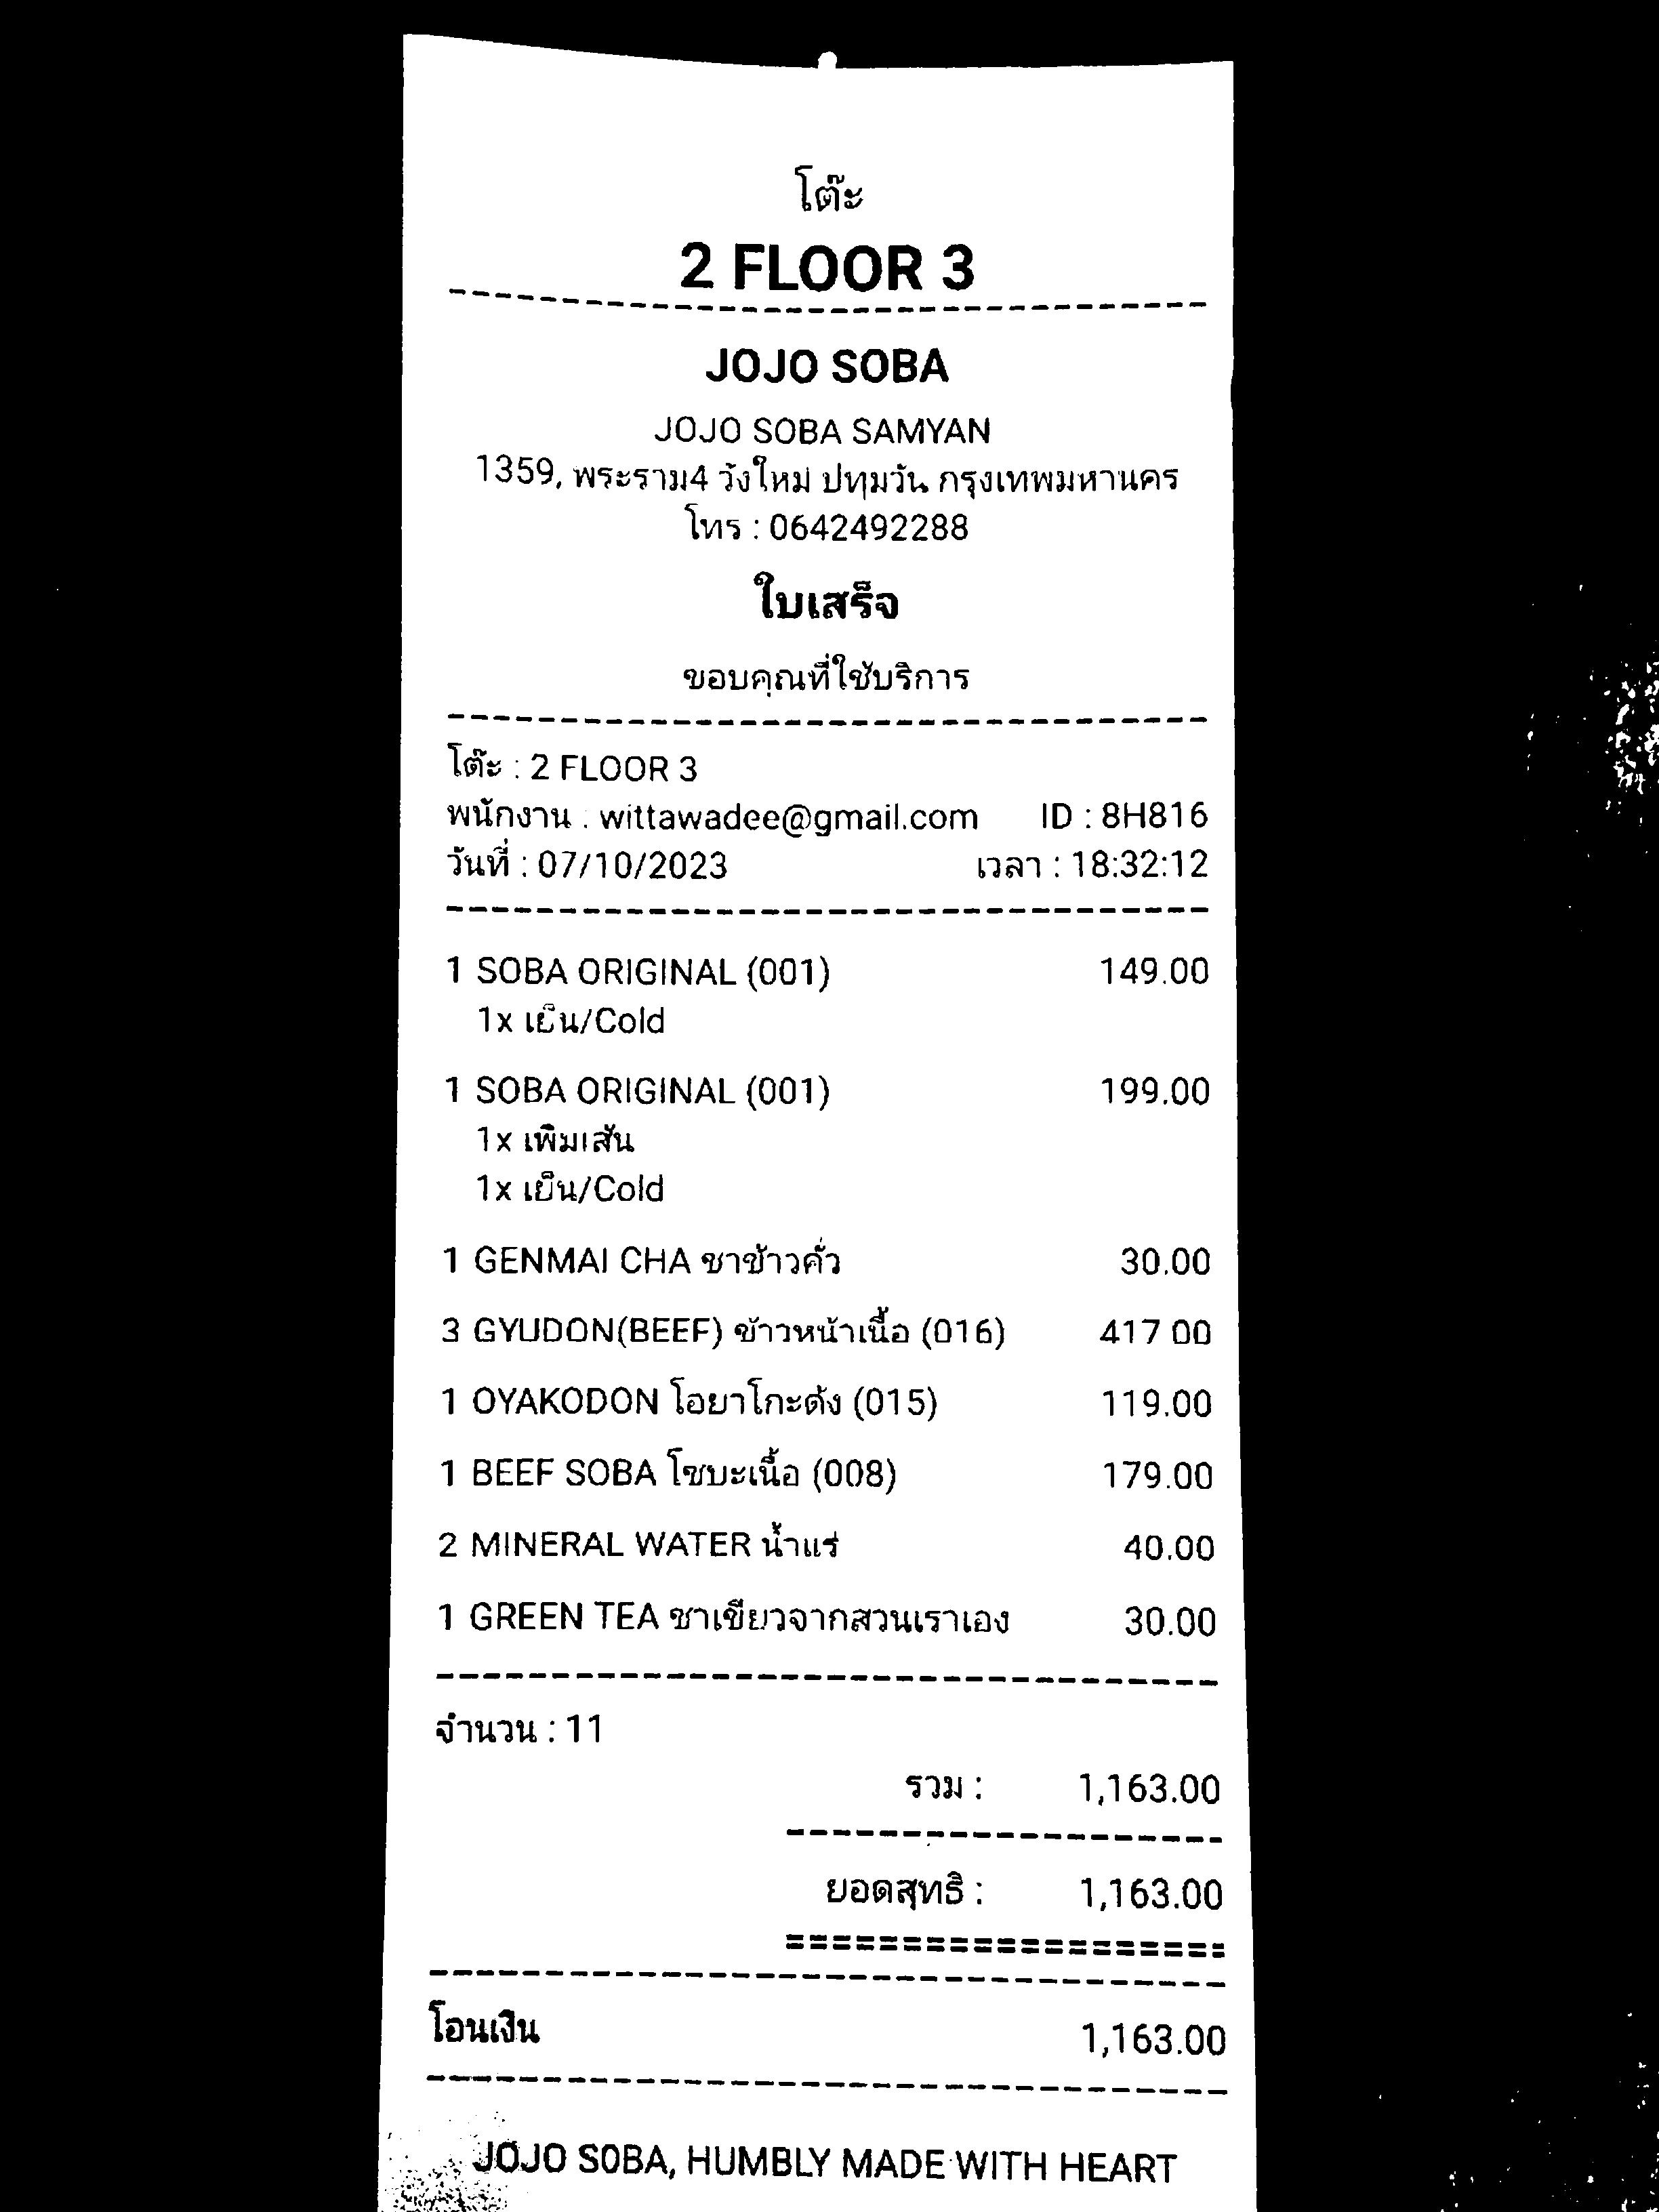 โต๊ะ
2 FLOOR 3
JOJO SOBA
JOJO SOBA SAMYAN
1359, พระราม4 วังใหม่ ปทุมวัน กรุงเทพมหานคร
โทร : 0642492288
ใบเสร็จ
ขอบคุณที่ใช้บริการ
โต๊ะ : 2 FLOOR 3
พนักงาน : wittawadee@gmail.com ID : 8H816
วันที่ : 07/10/2023 เวลา : 18:32:12
1 SOBA ORIGINAL (001) 149.00
1x เย็น/Cold
1 SOBA ORIGINAL (001) 199.00
1x เพิ่มเส้น
1x เย็น/Cold
1 GENMAI CHA ชาข้าวคั่ว 30.00
3 GYUDON(BEEF) ข้าวหน้าเนื้อ (016) 417.00
1 OYAKODON โอยาโกะด้ง (015) 119.00
1 BEEF SOBA โซบะเนื้อ (008) 179.00
2 MINERAL WATER น้ำแร่ 40.00
1 GREEN TEA ชาเขียวจากสวนเราเอง 30.00
จำนวน : 11
รวม : 1,163.00
ยอดสุทธิ : 1,163.00
โอนเงิน 1,163.00
JOJO SOBA, HUMBLY MADE WITH HEART